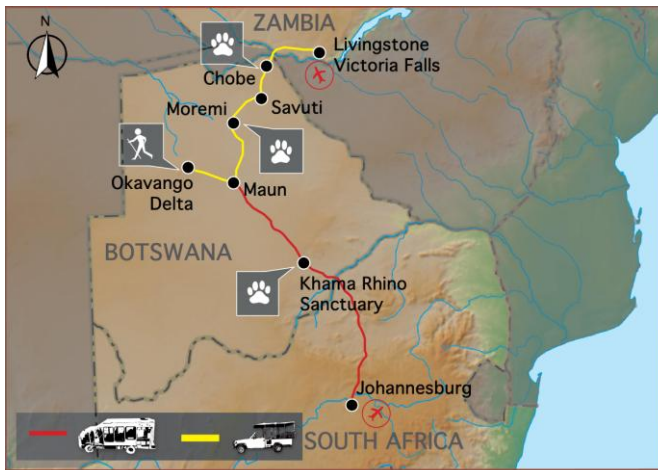 N
ZAMBIA
Livingstone
Victoria Falls
Chobe
Savuti
Moremi
Okavango
Delta
Maun
BOTSWANA
Khama Rhino
Sanctuary
Johannesburg
SOUTH AFRICA